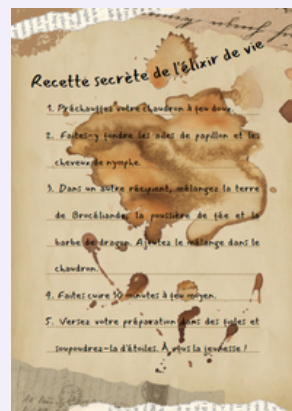 Recette secrète de l'élixir de vie
1. Préchauffez votre chaudron à feu doux.
2. Faites-y fondre les ailes de papillon et les
cheveux de nymphe.
3. Dans un autre récipient, mélangez la terre
de Brocéliande, la poussière de fée et la
barbe de dragon. Ajoutez le mélange dans le
chaudron.
4. Faites cuire 30 minutes à feu moyen.
5. Versez votre préparation dans des fioles et
soupoudrez-la d'étoiles. À vous la jeunesse !